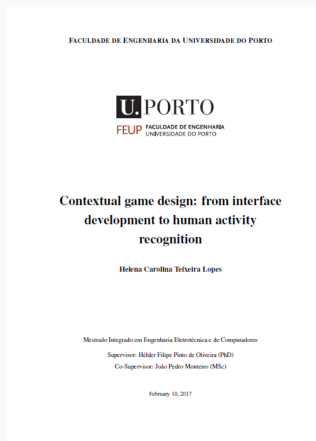 FACULDADE DE ENGENHARIA DA UNIVERSIDADE DO PORTO
U. PORTO
FEUP FACULDADE DE ENGENHARIA
UNIVERSIDADE DO PORTO
Contextual game design: from interface
development to human activity
recognition
Helena Carolina Teixeira Lopes
Mestrado Integrado em Engenharia Eletrotécnica e de Computadores
Supervisor: Hélder Filipe Pinto de Oliveira (PhD)
Co-Supervisor: João Pedro Monteiro (MSc)
February 10, 2017